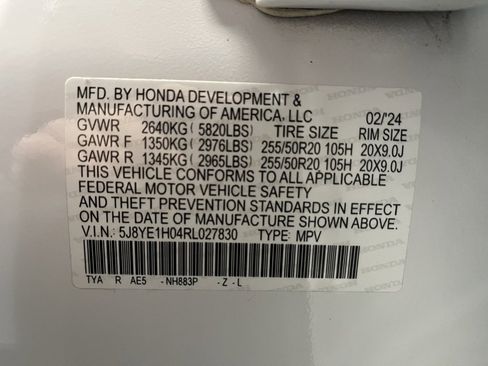 MFD. BY HONDA DEVELOPMENT &
MANUFACTURING OF AMERICA, LLC 02/24
GVWR 2640KG ( 5820LBS) TIRE SIZE RIM SIZE
GAWR F 1350KG ( 2976LBS) 255/50R20 105H 20X9.0J
GAWR R 1345KG ( 2965LBS) 255/50R20 105H 20X9.0J
THIS VEHICLE CONFORMS TO ALL APPLICABLE
FEDERAL MOTOR VEHICLE SAFETY
AND THEFT PREVENTION STANDARDS IN EFFECT
ON THE DATE OF MANUFACTURE SHOWN ABOVE.
V.I.N.: 5J8YE1H04RL027830 TYPE: MPV
TYA R AE5 -NH883P -Z-L